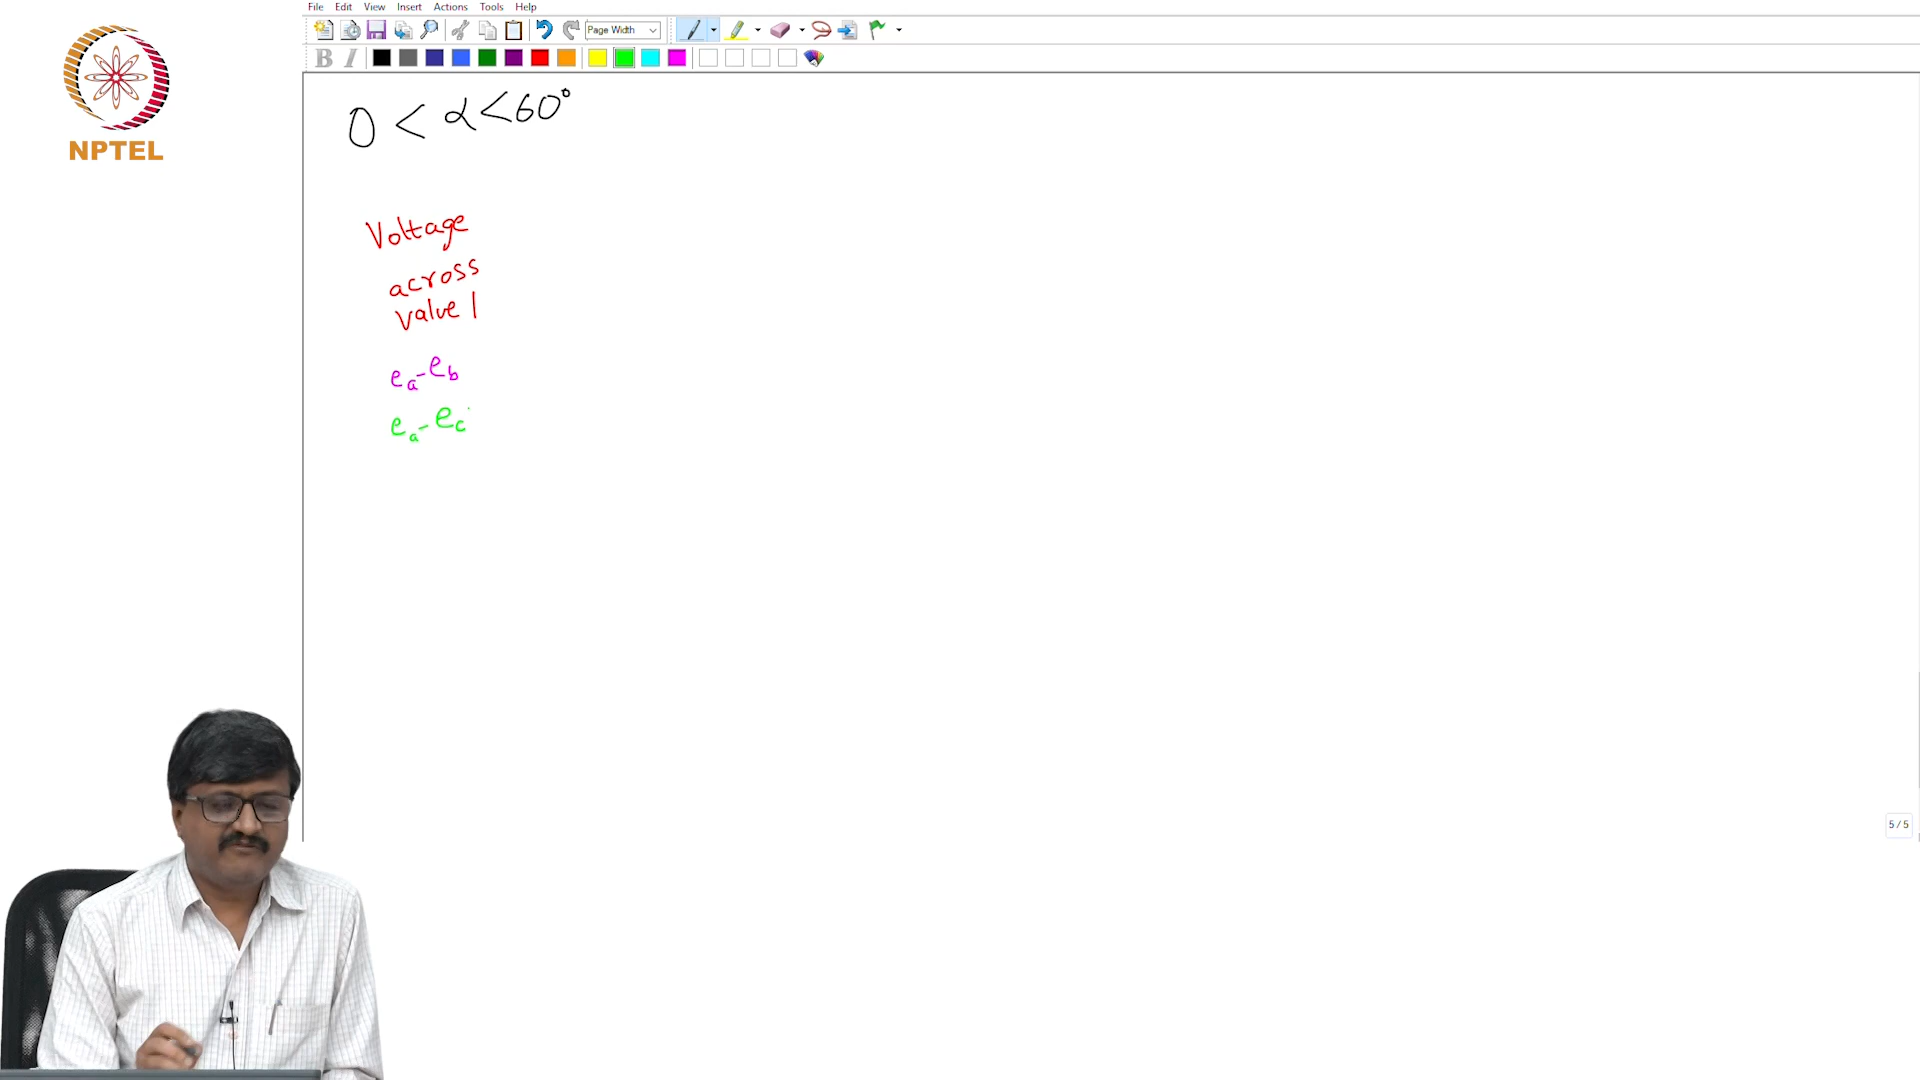 File Edit View Insert Actions Tools Help
Page Width
B I
NPTEL
0 < α < 60°
Voltage
across
valve 1
e_a - e_b
e_a - e_c
5 / 5